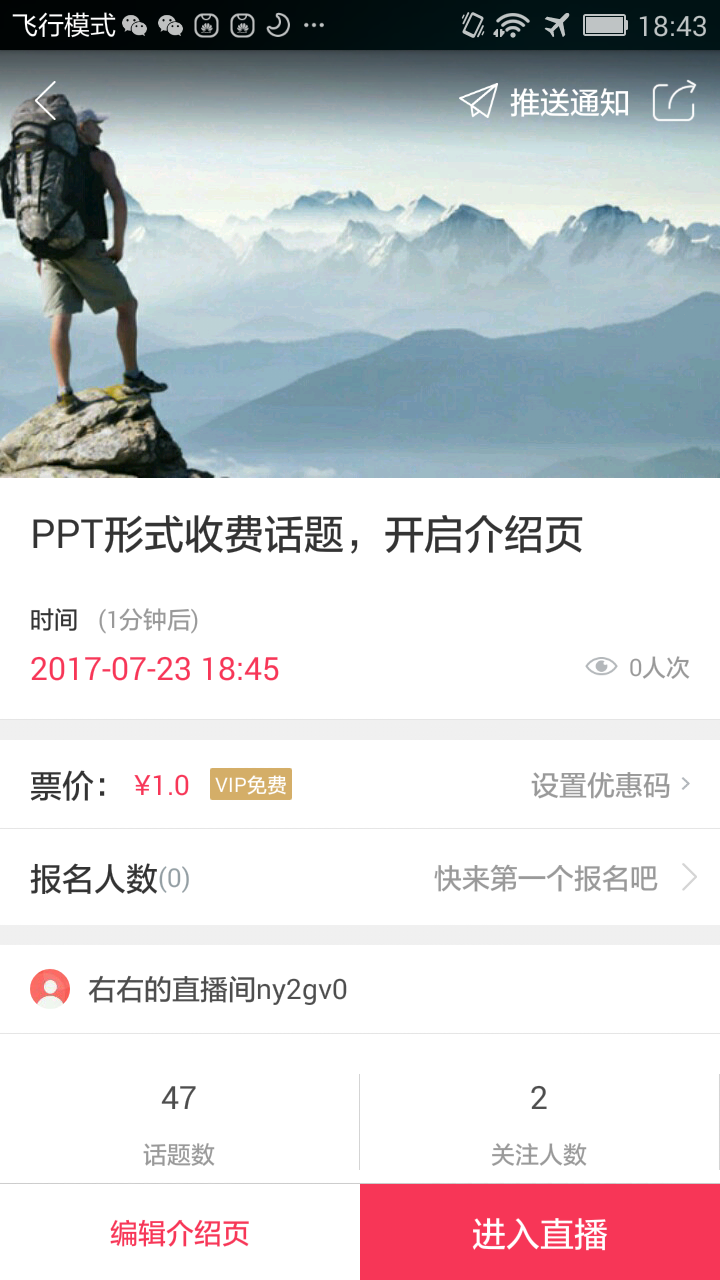 飞行模式 ··· 18:43
推送通知
PPT形式收费话题，开启介绍页
时间 (1分钟后)
2017-07-23 18:45 0人次
票价： ¥1.0 VIP免费 设置优惠码
报名人数(0) 快来第一个报名吧
右右的直播间ny2gv0
47 2
话题数 关注人数
编辑介绍页 进入直播